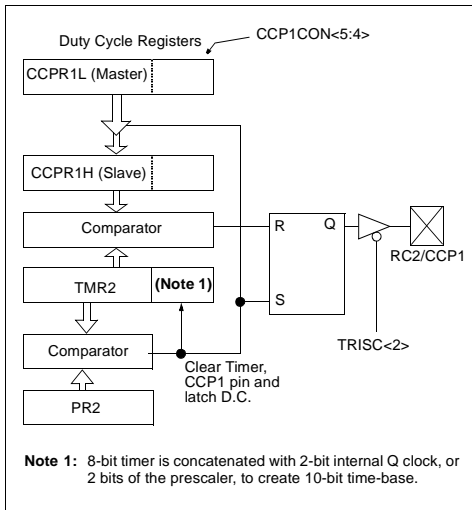 Duty Cycle Registers
CCP1CON<5:4>
CCPR1L (Master)
CCPR1H (Slave)
Comparator
R
Q
RC2/CCP1
TMR2
(Note 1)
S
Comparator
Clear Timer,
CCP1 pin and
latch D.C.
TRISC<2>
PR2
Note 1: 8-bit timer is concatenated with 2-bit internal Q clock, or
2 bits of the prescaler, to create 10-bit time-base.